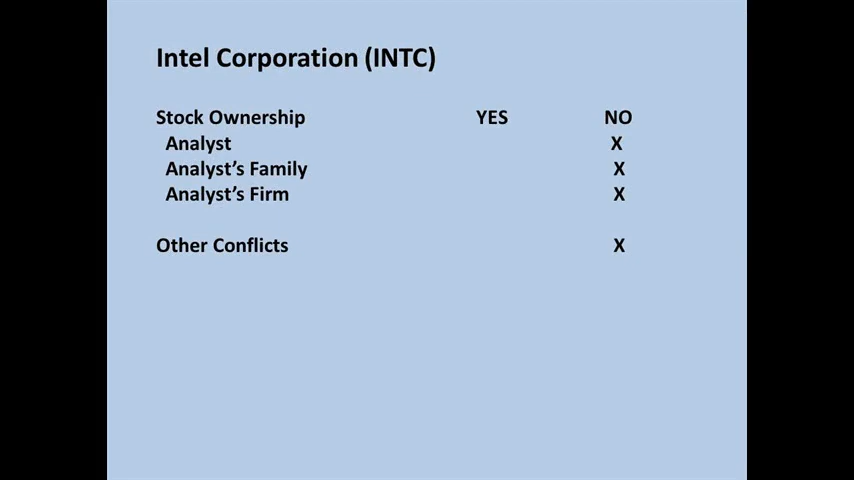 Intel Corporation (INTC)
Stock Ownership YES NO
Analyst X
Analyst's Family X
Analyst's Firm X
Other Conflicts X